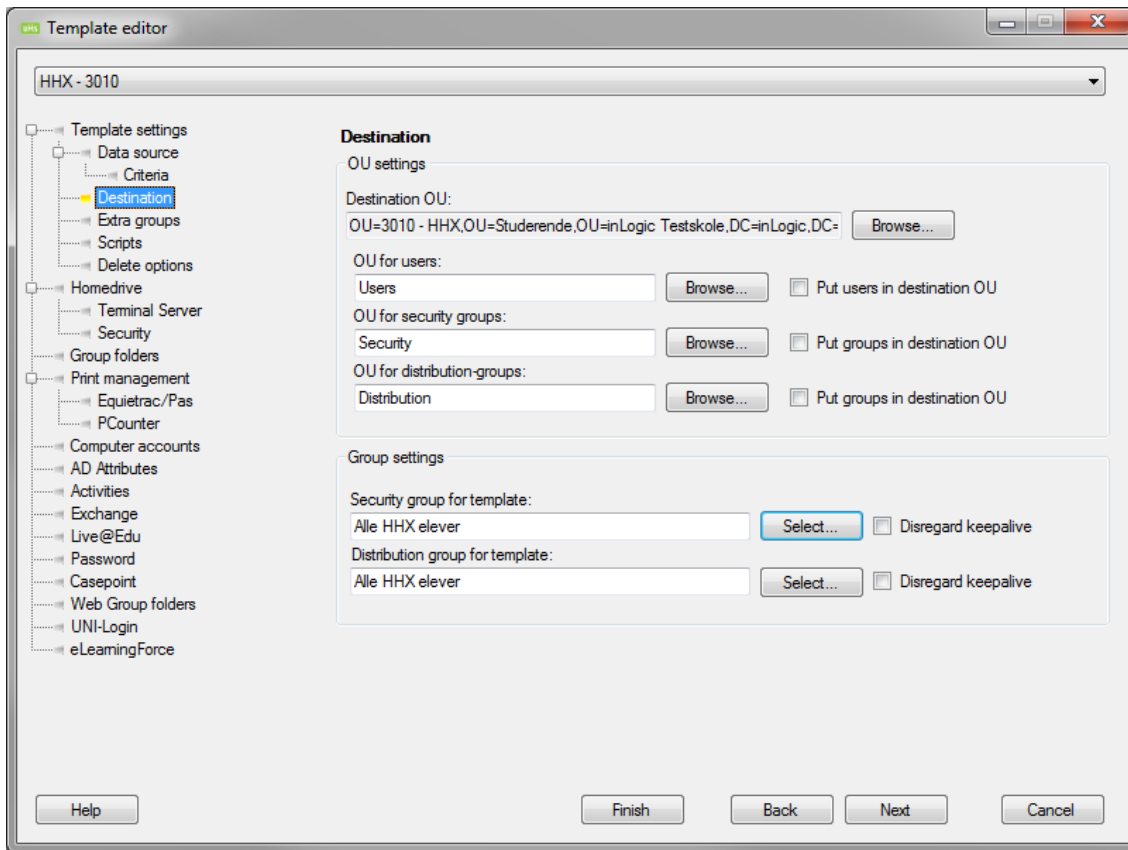 UMS Template editor
HHX - 3010
Template settings
Data source
Criteria
Destination
Extra groups
Scripts
Delete options
Homedrive
Terminal Server
Security
Group folders
Print management
Equietrac/Pas
PCounter
Computer accounts
AD Attributes
Activities
Exchange
Live@Edu
Password
Casepoint
Web Group folders
UNI-Login
eLearningForce
Destination
OU settings
Destination OU:
OU=3010 - HHX,OU=Studerende,OU=inLogic Testskole,DC=inLogic,DC= Browse...
OU for users:
Users Browse... Put users in destination OU
OU for security groups:
Security Browse... Put groups in destination OU
OU for distribution-groups:
Distribution Browse... Put groups in destination OU
Group settings
Security group for template:
Alle HHX elever Select... Disregard keepalive
Distribution group for template:
Alle HHX elever Select... Disregard keepalive
Help Finish Back Next Cancel